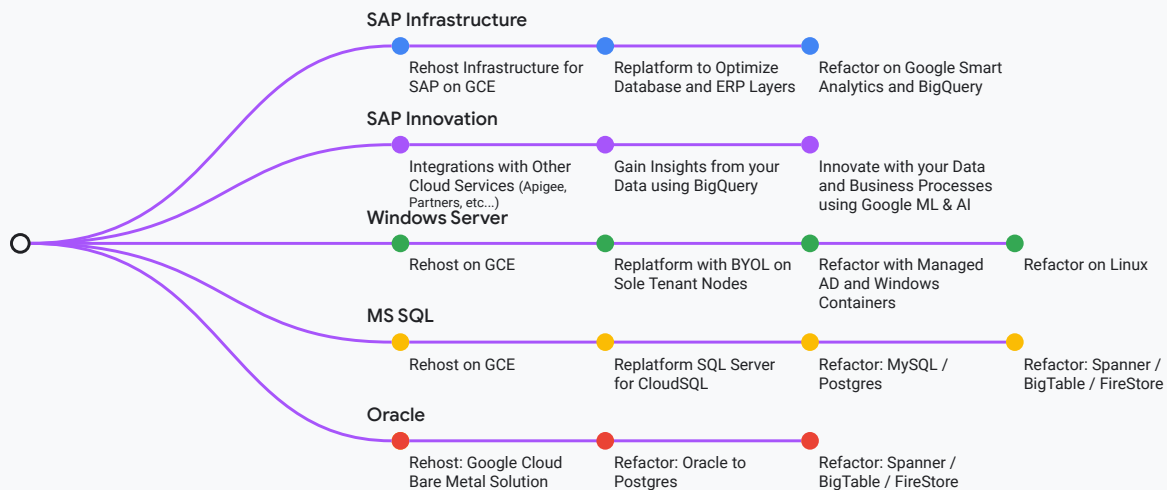 SAP Infrastructure
Rehost Infrastructure for
SAP on GCE
Replatform to Optimize
Database and ERP Layers
Refactor on Google Smart
Analytics and BigQuery
SAP Innovation
Integrations with Other
Cloud Services (Apigee,
Partners, etc...)
Gain Insights from your
Data using BigQuery
Innovate with your Data
and Business Processes
using Google ML & AI
Windows Server
Rehost on GCE
Replatform with BYOL on
Sole Tenant Nodes
Refactor with Managed
AD and Windows
Containers
Refactor on Linux
MS SQL
Rehost on GCE
Replatform SQL Server
for CloudSQL
Refactor: MySQL /
Postgres
Refactor: Spanner /
BigTable / FireStore
Oracle
Rehost: Google Cloud
Bare Metal Solution
Refactor: Oracle to
Postgres
Refactor: Spanner /
BigTable / FireStore